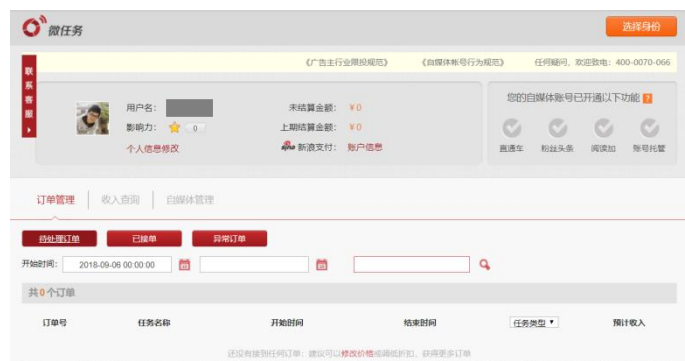 微任务
选择身份
《广告主行业限投规范》 《自媒体帐号行为规范》 任何疑问，欢迎致电：400-0070-066
联系客服
用户名：
影响力： 0
个人信息修改
未结算金额： ￥0
上期结算金额： ￥0
新浪支付： 账户信息
您的自媒体账号已开通以下功能 ?
直通车 粉丝头条 阅读加 账号托管
订单管理 收入查询 自媒体管理
待处理订单 已接单 异常订单
开始时间： 2018-09-06 00:00:00
共0个订单
订单号 任务名称 开始时间 结束时间 任务类型 预计收入
还没有接到任何订单；建议可以修改价格或调低折扣，获得更多订单